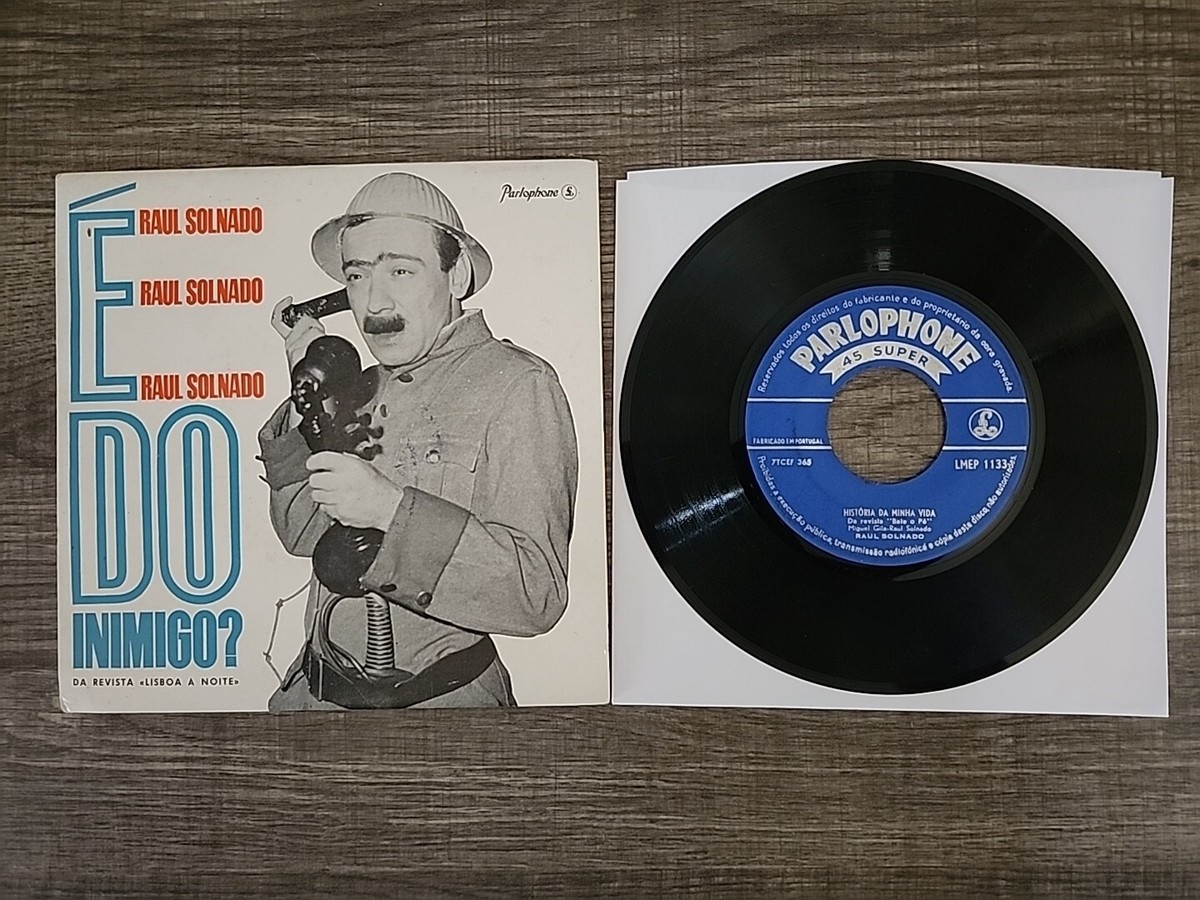 É
RAUL SOLNADO
RAUL SOLNADO
RAUL SOLNADO
DO
INIMIGO?
DA REVISTA «LISBOA A NOITE»
Parlophone £
Reservados todos os direitos do fabricante e do proprietário da obra gravada.
PARLOPHONE
45 SUPER
£
FABRICADO EM PORTUGAL
7TCEF 365
LMEP 1133
HISTÓRIA DA MINHA VIDA
Da revista "Bate o Pé"
Miguel Gila-Raul Solnado
RAUL SOLNADO
Proibidas a execução pública, transmissão radiofónica e cópia deste disco, não autorizadas.